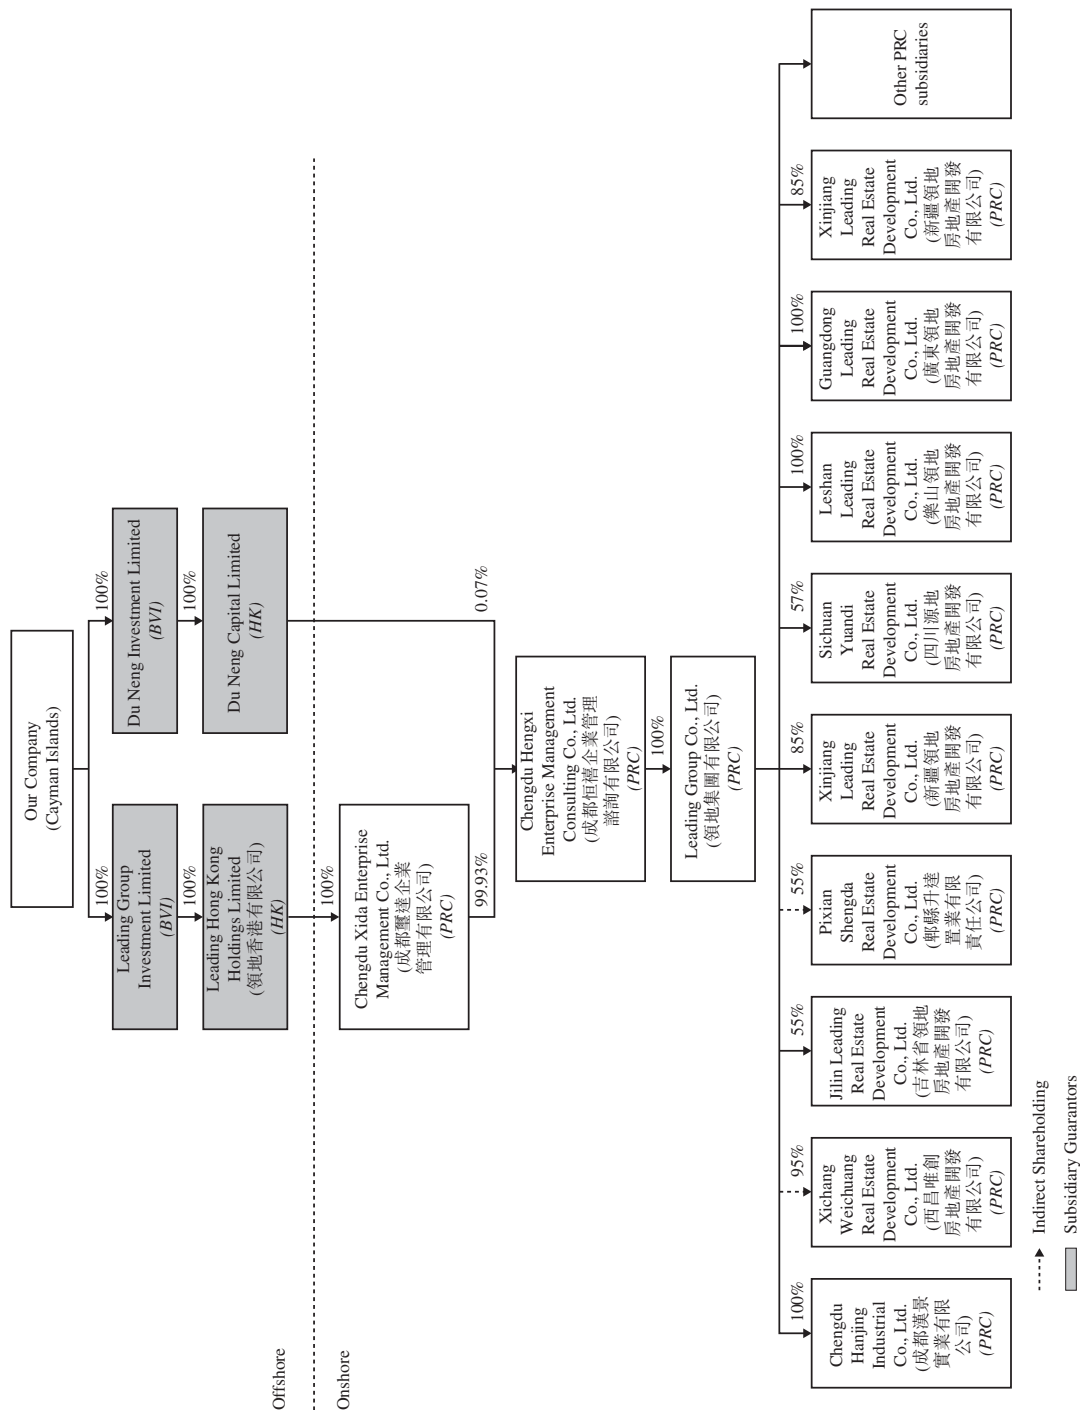 Our Company
(Cayman Islands)
100%
100%
Leading Group
Investment Limited
(BVI)
Du Neng Investment Limited
(BVI)
100%
100%
Leading Hong Kong
Holdings Limited
(領地香港有限公司)
(HK)
Du Neng Capital Limited
(HK)
Offshore
Onshore
100%
Chengdu Xida Enterprise
Management Co., Ltd.
(成都璽達企業
管理有限公司)
(PRC)
99.93%
0.07%
Chengdu Hengxi
Enterprise Management
Consulting Co., Ltd.
(成都恒禧企業管理
諮詢有限公司)
(PRC)
100%
Leading Group Co., Ltd.
(領地集團有限公司)
(PRC)
100%
95%
55%
55%
85%
57%
100%
100%
85%
Chengdu
Hanjing
Industrial
Co., Ltd.
(成都漢景
實業有限
公司)
(PRC)
Xichang
Weichuang
Real Estate
Development
Co., Ltd.
(西昌唯創
房地產開發
有限公司)
(PRC)
Jilin Leading
Real Estate
Development
Co., Ltd.
(吉林省領地
房地產開發
有限公司)
(PRC)
Pixian
Shengda
Real Estate
Development
Co., Ltd.
(郫縣升達
置業有限
責任公司)
(PRC)
Xinjiang
Leading
Real Estate
Development
Co., Ltd.
(新疆領地
房地產開發
有限公司)
(PRC)
Sichuan
Yuandi
Real Estate
Development
Co., Ltd.
(四川源地
房地產開發
有限公司)
(PRC)
Leshan
Leading
Real Estate
Development
Co., Ltd.
(樂山領地
房地產開發
有限公司)
(PRC)
Guangdong
Leading
Real Estate
Development
Co., Ltd.
(廣東領地
房地產開發
有限公司)
(PRC)
Xinjiang
Leading
Real Estate
Development
Co., Ltd.
(新疆領地
房地產開發
有限公司)
(PRC)
Other PRC
subsidiaries
Indirect Shareholding
Subsidiary Guarantors